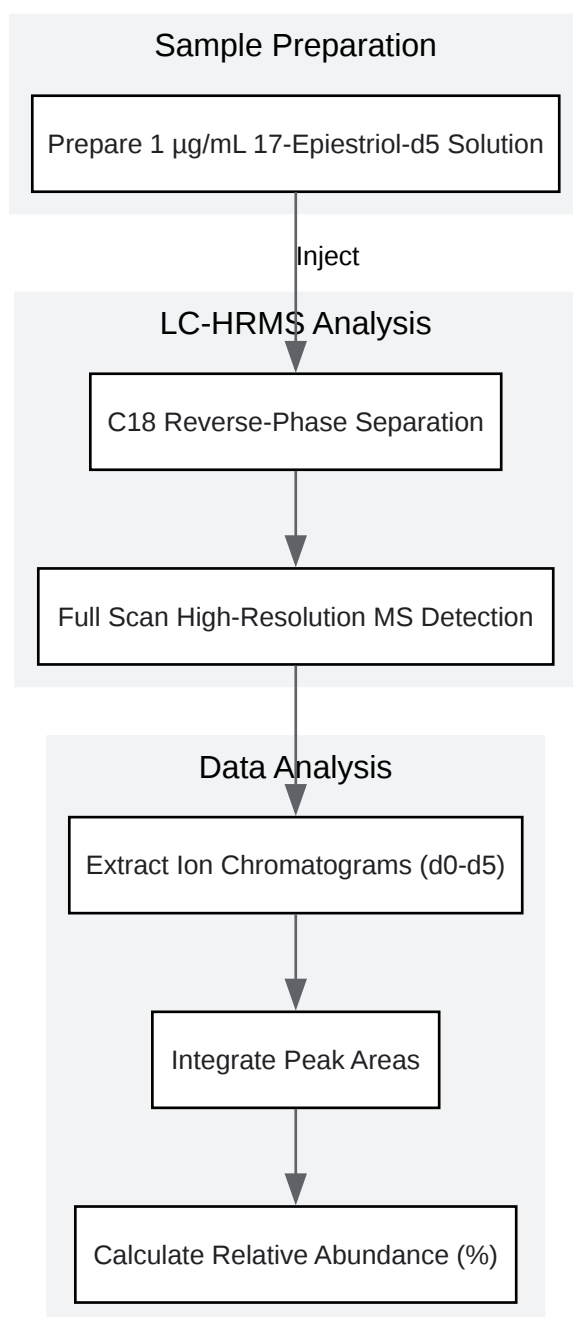 Sample Preparation
Prepare 1 µg/mL 17-Epiestriol-d5 Solution
Inject
LC-HRMS Analysis
C18 Reverse-Phase Separation
Full Scan High-Resolution MS Detection
Data Analysis
Extract Ion Chromatograms (d0-d5)
Integrate Peak Areas
Calculate Relative Abundance (%)